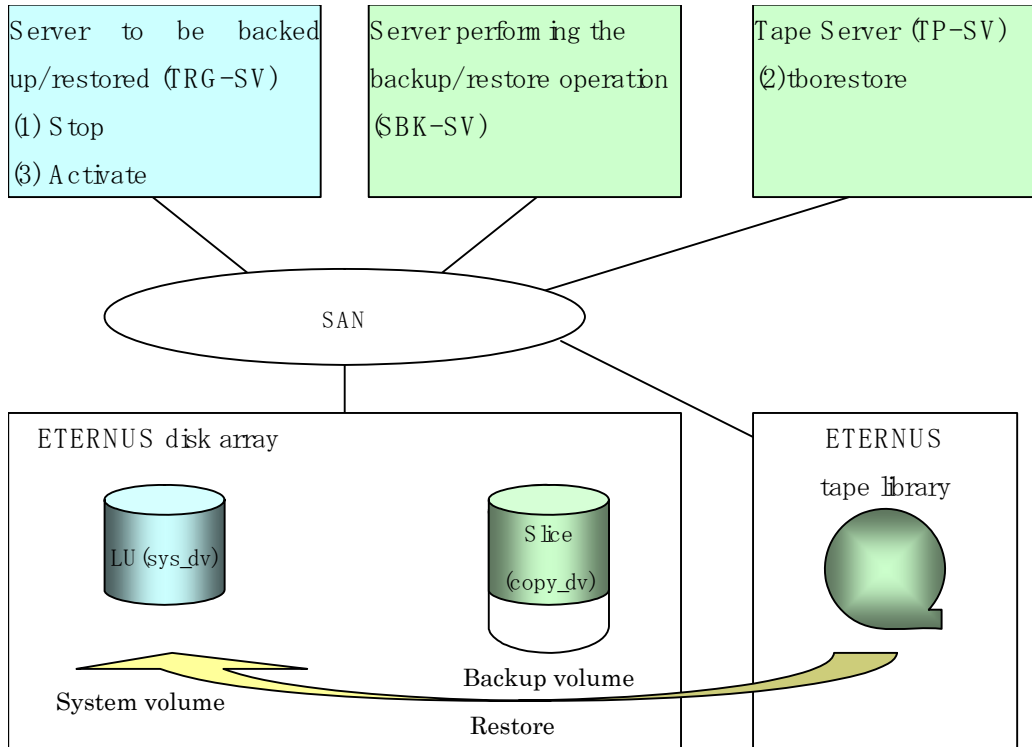 Server to be backed
up/restored (TRG-SV)
(1) Stop
(3) Activate
Server performing the
backup/restore operation
(SBK-SV)
Tape Server (TP-SV)
(2)tborestore
SAN
ETERNUS disk array
LU (sys_dv)
Slice
(copy_dv)
System volume
Backup volume
Restore
ETERNUS
tape library